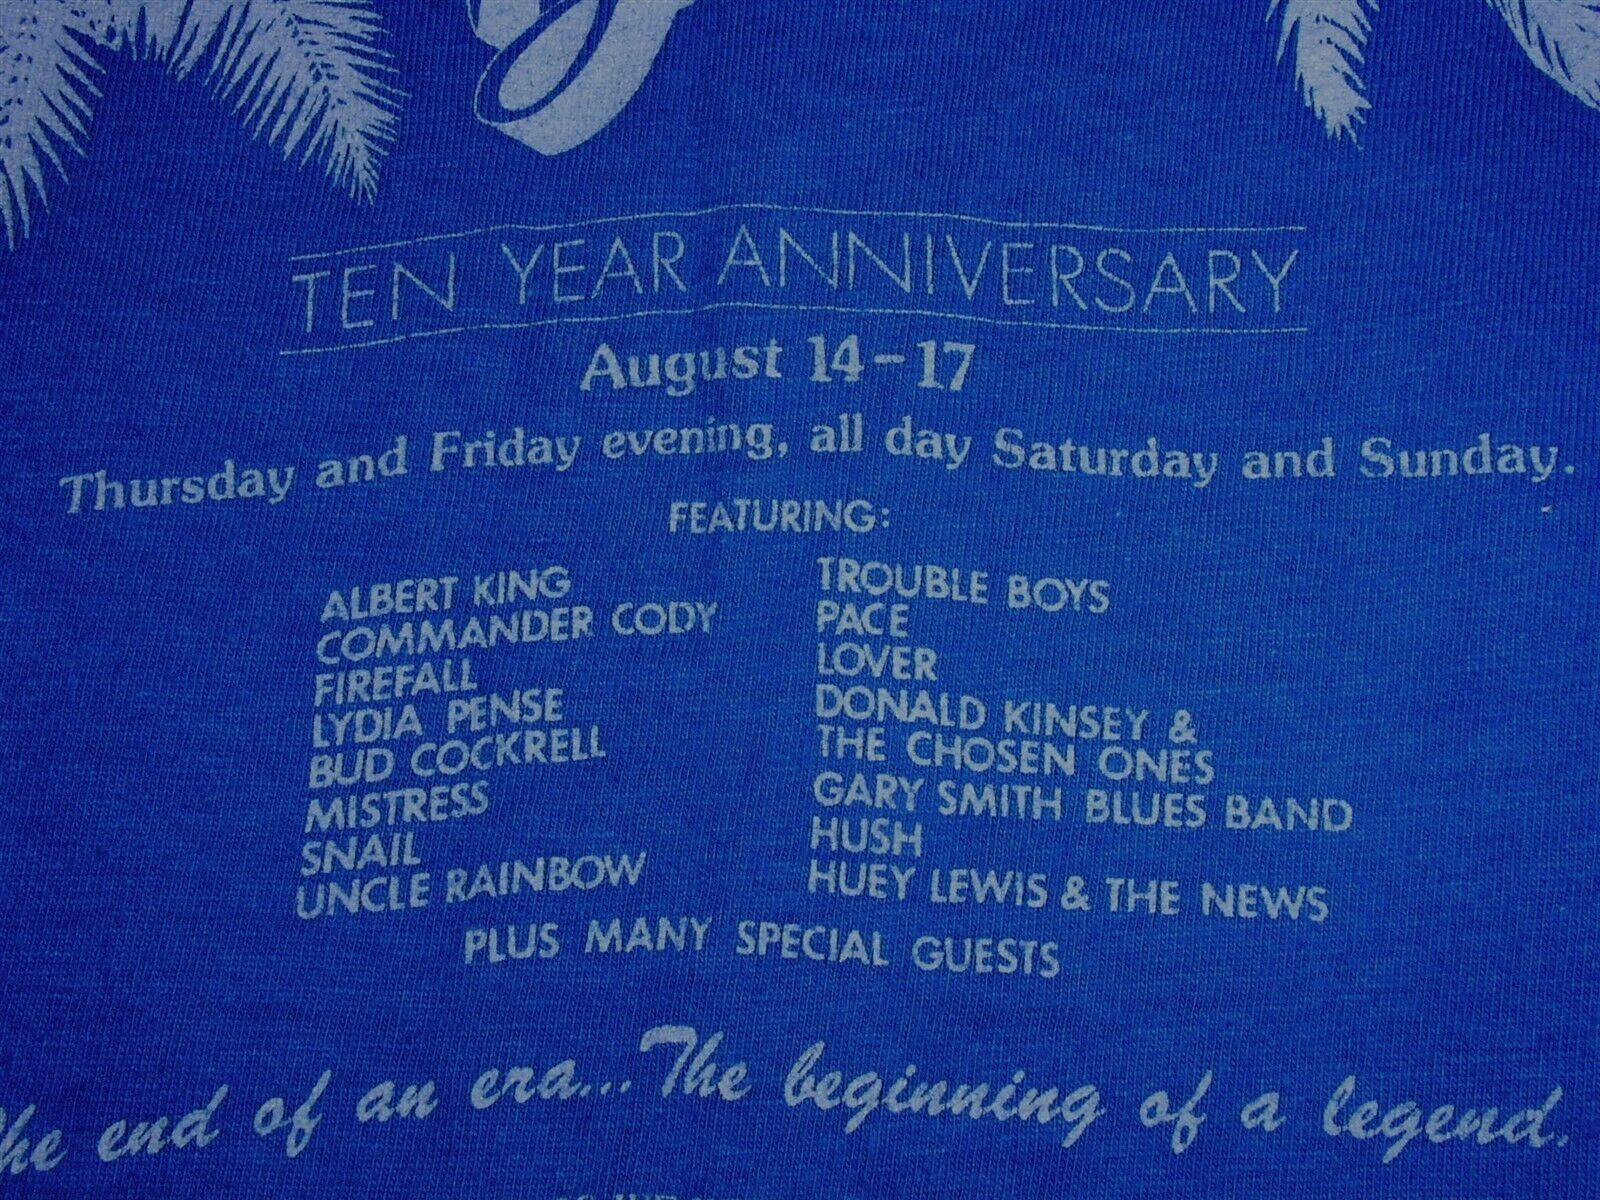 TEN YEAR ANNIVERSARY
August 14-17
Thursday and Friday evening, all day Saturday and Sunday.
FEATURING:
ALBERT KING
COMMANDER CODY
FIREFALL
LYDIA PENSE
BUD COCKRELL
MISTRESS
SNAIL
UNCLE RAINBOW
TROUBLE BOYS
PACE
LOVER
DONALD KINSEY &
THE CHOSEN ONES
GARY SMITH BLUES BAND
HUSH
HUEY LEWIS & THE NEWS
PLUS MANY SPECIAL GUESTS
he end of an era... The beginning of a legend.